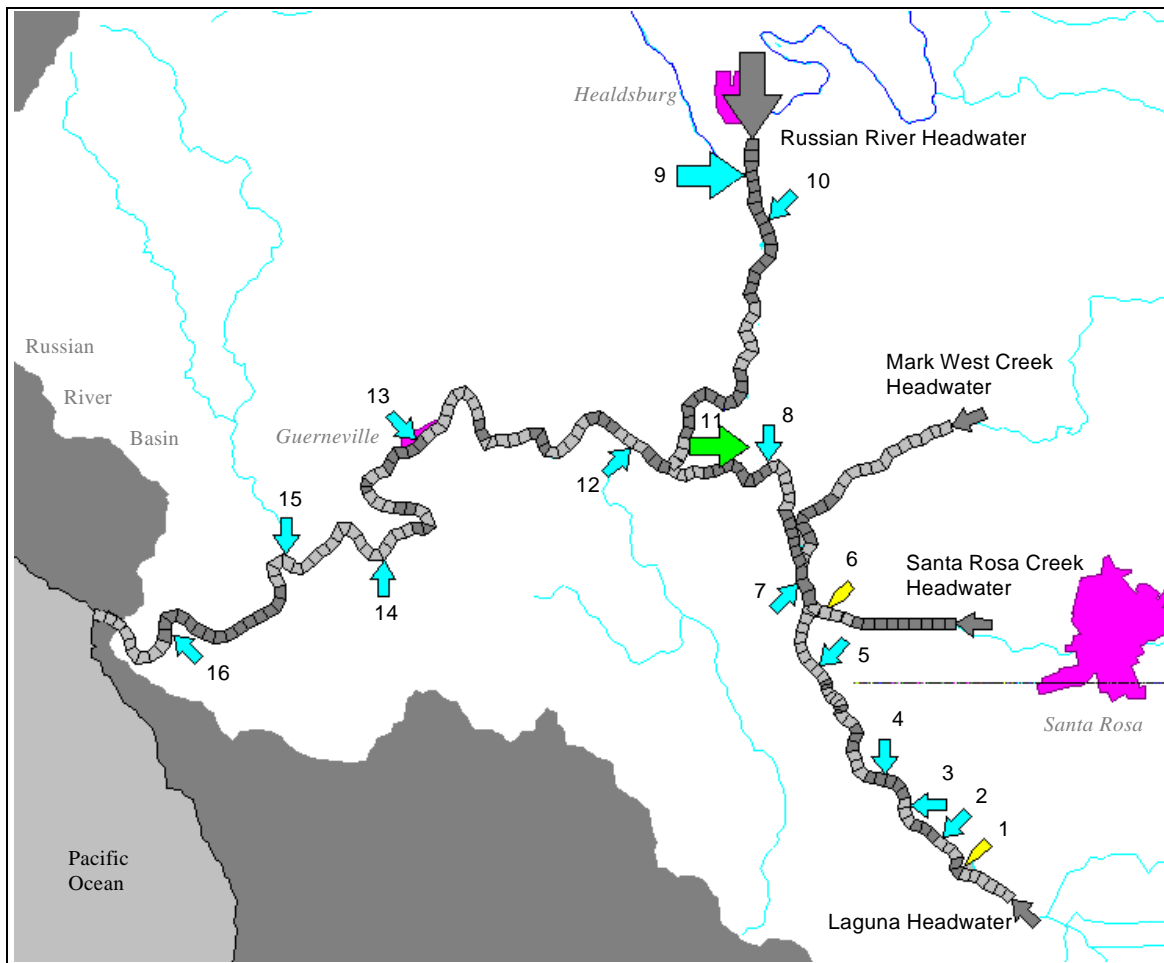 Healdsburg
Russian River Headwater
9
10
Mark West Creek
Headwater
Russian
River
Basin
13
Guerneville
11
8
12
15
14
6
Santa Rosa Creek
Headwater
7
5
16
Santa Rosa
4
3
2
1
Pacific
Ocean
Laguna Headwater